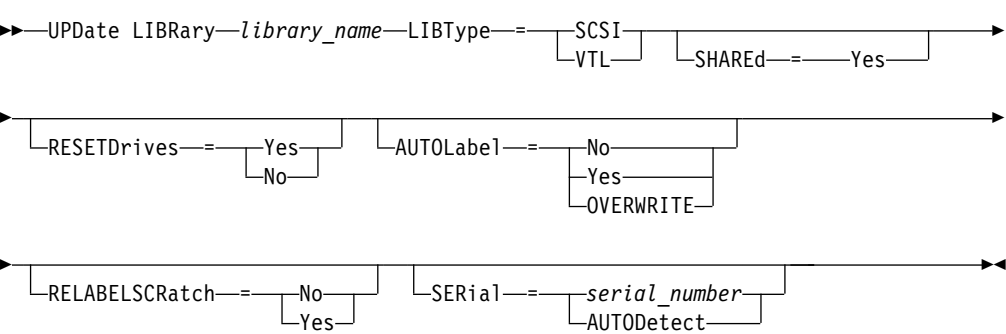 UPDate LIBRary library_name LIBType = SCSI
VTL SHAREd = Yes
RESETDrives = Yes AUTOLabel = No
No Yes
OVERWRITE
RELABELSCRatch = No SERial = serial_number
Yes AUTODetect